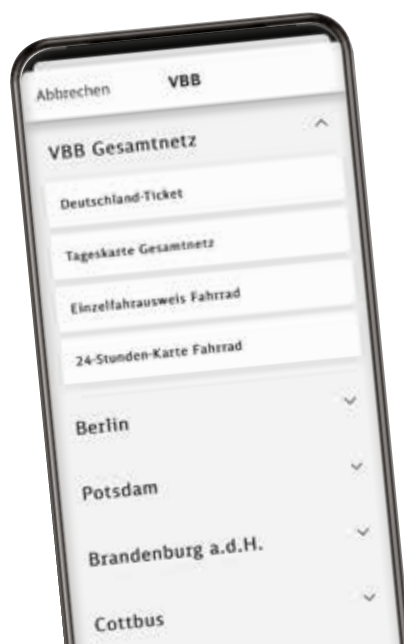 Abbrechen VBB
VBB Gesamtnetz
Deutschland-Ticket
Tageskarte Gesamtnetz
Einzelfahrausweis Fahrrad
24-Stunden-Karte Fahrrad
Berlin
Potsdam
Brandenburg a.d.H.
Cottbus